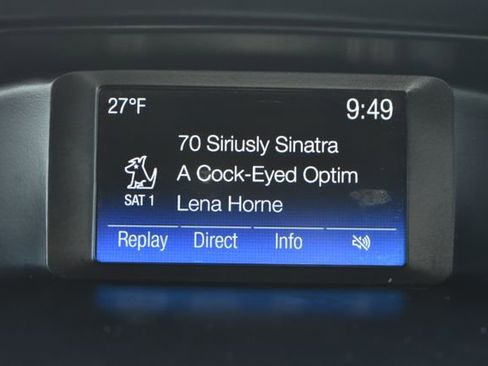 27°F 9:49
70 Siriusly Sinatra
A Cock-Eyed Optim
SAT 1 Lena Horne
Replay Direct Info